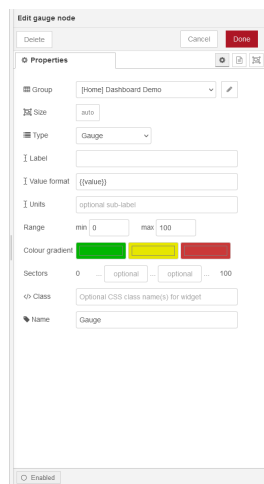 Edit gauge node
Delete Cancel Done
Properties
Group [Home] Dashboard Demo
Size auto
Type Gauge
Label
Value format {{value}}
Units optional sub-label
Range min 0 max 100
Colour gradient
Sectors 0 ... optional ... optional ... 100
</> Class Optional CSS class name(s) for widget
Name Gauge
Enabled